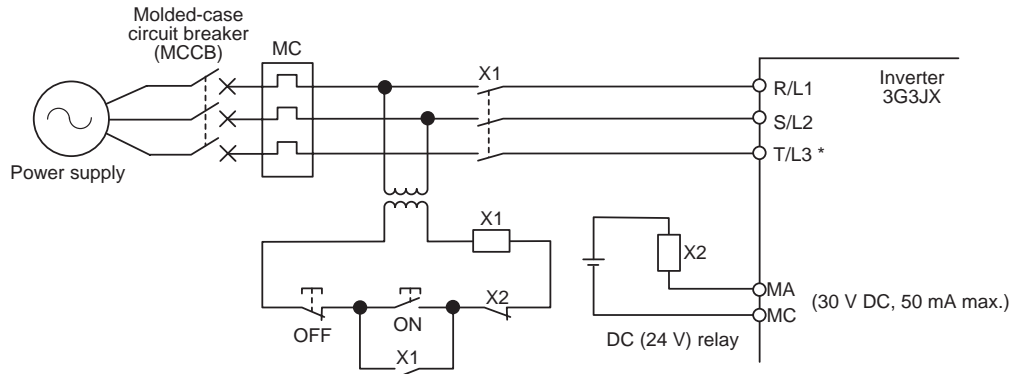 Molded-case
circuit breaker
(MCCB)
MC
X1
Inverter
3G3JX
R/L1
S/L2
T/L3 *
Power supply
X1
X2
X2
OFF
ON
X1
MA
MC
(30 V DC, 50 mA max.)
DC (24 V) relay